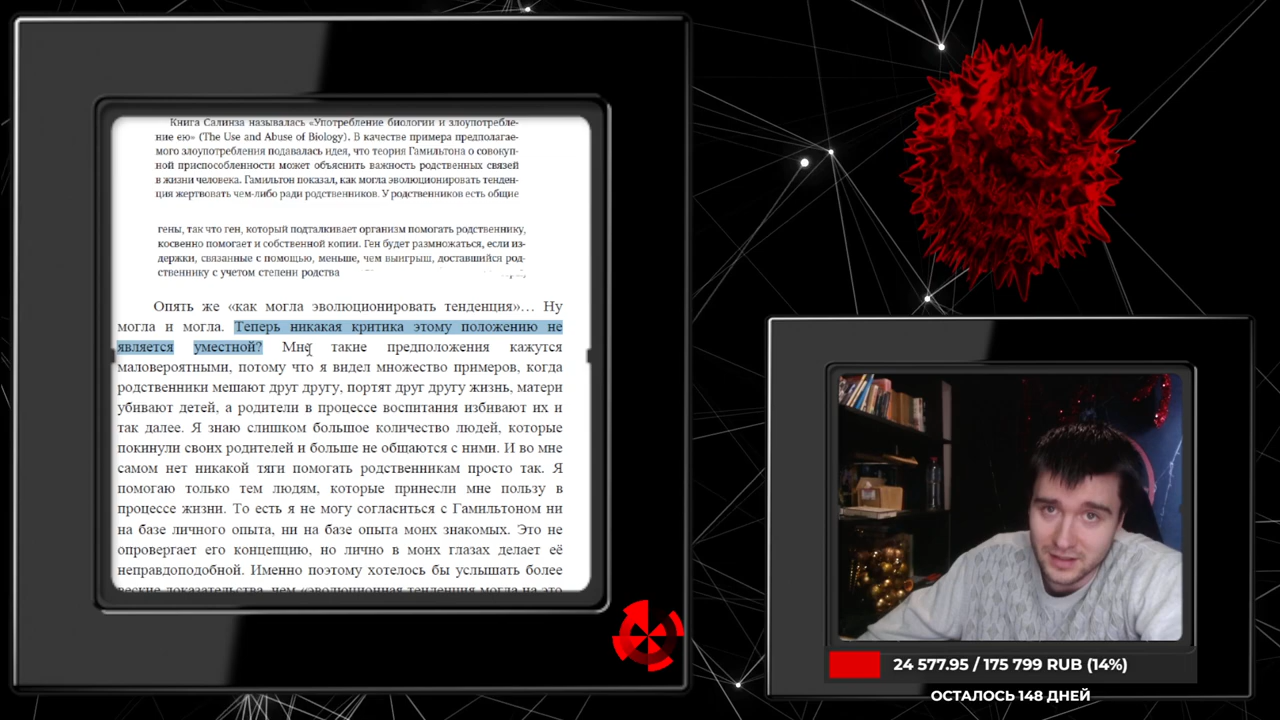 Книга Салинза называлась «Употребление биологии и злоупотребле-
ние ею» (The Use and Abuse of Biology). В качестве примера предполагае-
мого злоупотребления подавалась идея, что теория Гамильтона о совокуп-
ной приспособленности может объяснить важность родственных связей
в жизни человека. Гамильтон показал, как могла эволюционировать тенден-
ция жертвовать чем-либо ради родственников. У родственников есть общие
гены, так что ген, который подталкивает организм помогать родственнику,
косвенно помогает и собственной копии. Ген будет размножаться, если из-
держки, связанные с помощью, меньше, чем выигрыш, доставшийся род-
ственнику с учетом степени родства
Опять же «как могла эволюционировать тенденция»… Ну
могла и могла. Теперь никакая критика этому положению не
является уместной? Мне такие предположения кажутся
маловероятными, потому что я видел множество примеров, когда
родственники мешают друг другу, портят друг другу жизнь, матери
убивают детей, а родители в процессе воспитания избивают их и
так далее. Я знаю слишком большое количество людей, которые
покинули своих родителей и больше не общаются с ними. И во мне
самом нет никакой тяги помогать родственникам просто так. Я
помогаю только тем людям, которые принесли мне пользу в
процессе жизни. То есть я не могу согласиться с Гамильтоном ни
на базе личного опыта, ни на базе опыта моих знакомых. Это не
опровергает его концепцию, но лично в моих глазах делает её
неправдоподобной. Именно поэтому хотелось бы услышать более
веские доказательства, чем «эволюционная тенденция могла на это
24 577.95 / 175 799 RUB (14%)
ОСТАЛОСЬ 148 ДНЕЙ